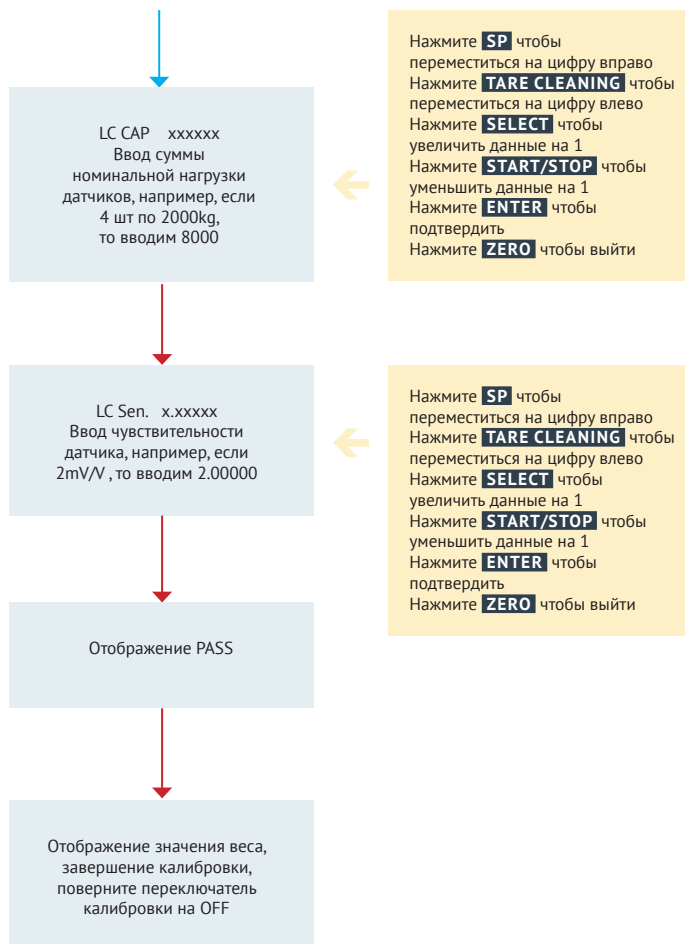 LC CAP xxxxxx
Ввод суммы
номинальной нагрузки
датчиков, например, если
4 шт по 2000kg,
то вводим 8000
Нажмите SP чтобы
переместиться на цифру вправо
Нажмите TARE CLEANING чтобы
переместиться на цифру влево
Нажмите SELECT чтобы
увеличить данные на 1
Нажмите START/STOP чтобы
уменьшить данные на 1
Нажмите ENTER чтобы
подтвердить
Нажмите ZERO чтобы выйти
LC Sen. x.xxxxx
Ввод чувствительности
датчика, например, если
2mV/V , то вводим 2.00000
Нажмите SP чтобы
переместиться на цифру вправо
Нажмите TARE CLEANING чтобы
переместиться на цифру влево
Нажмите SELECT чтобы
увеличить данные на 1
Нажмите START/STOP чтобы
уменьшить данные на 1
Нажмите ENTER чтобы
подтвердить
Нажмите ZERO чтобы выйти
Отображение PASS
Отображение значения веса,
завершение калибровки,
поверните переключатель
калибровки на OFF